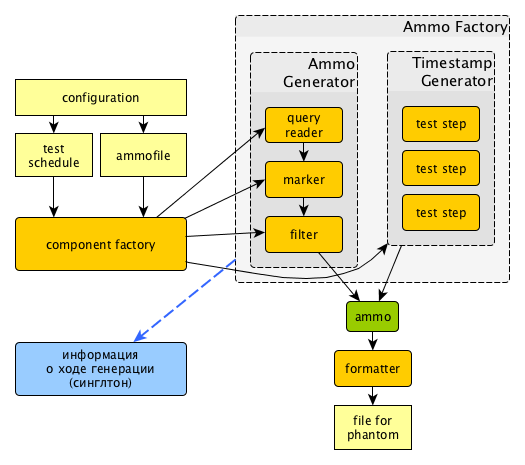 Ammo Factory
Ammo
Generator
Timestamp
Generator
configuration
test
schedule
ammofile
query
reader
marker
filter
test step
test step
test step
component factory
ammo
информация
о ходе генерации
(синглтон)
formatter
file for
phantom